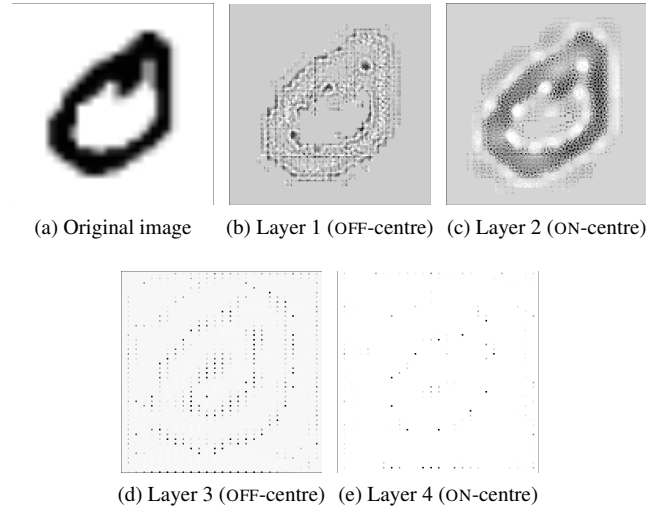 (a) Original image
(b) Layer 1 (OFF-centre)
(c) Layer 2 (ON-centre)
(d) Layer 3 (OFF-centre)
(e) Layer 4 (ON-centre)